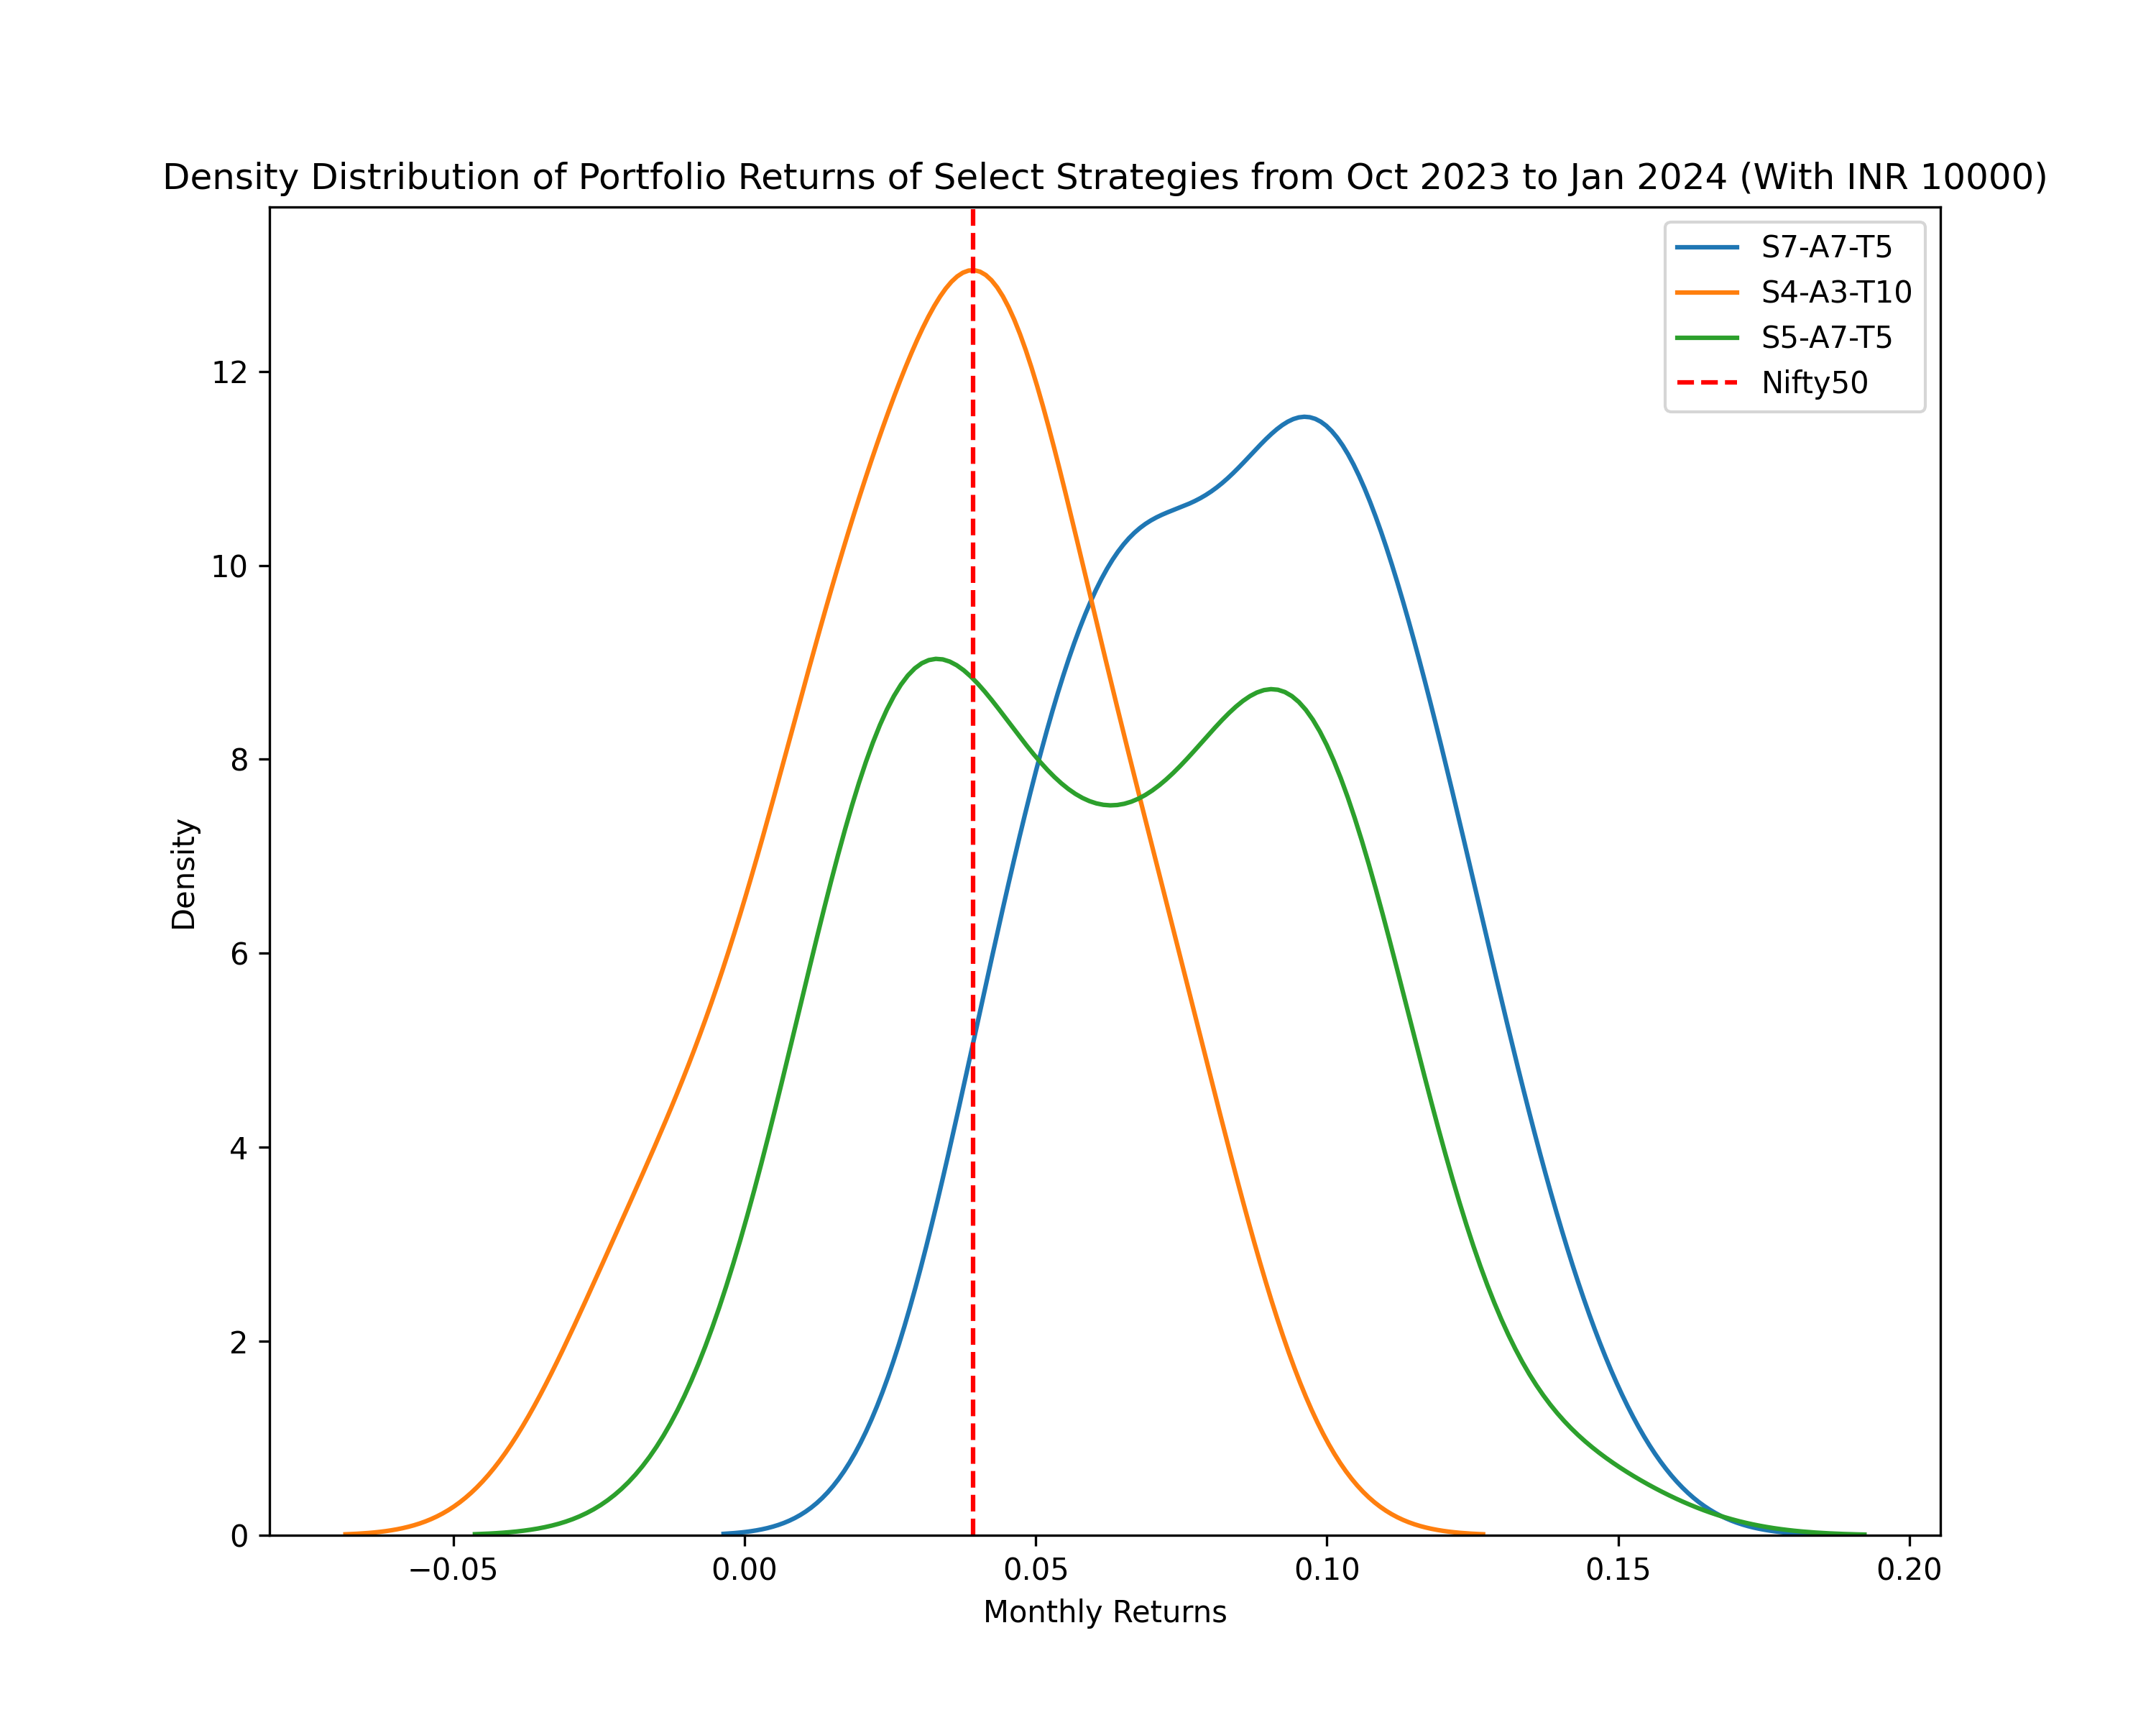 Density Distribution of Portfolio Returns of Select Strategies from Oct 2023 to Jan 2024 (With INR 10000)
S7-A7-T5
S4-A3-T10
S5-A7-T5
Nifty50
12
10
8
6
4
2
0
Density
−0.05
0.00
0.05
0.10
0.15
0.20
Monthly Returns